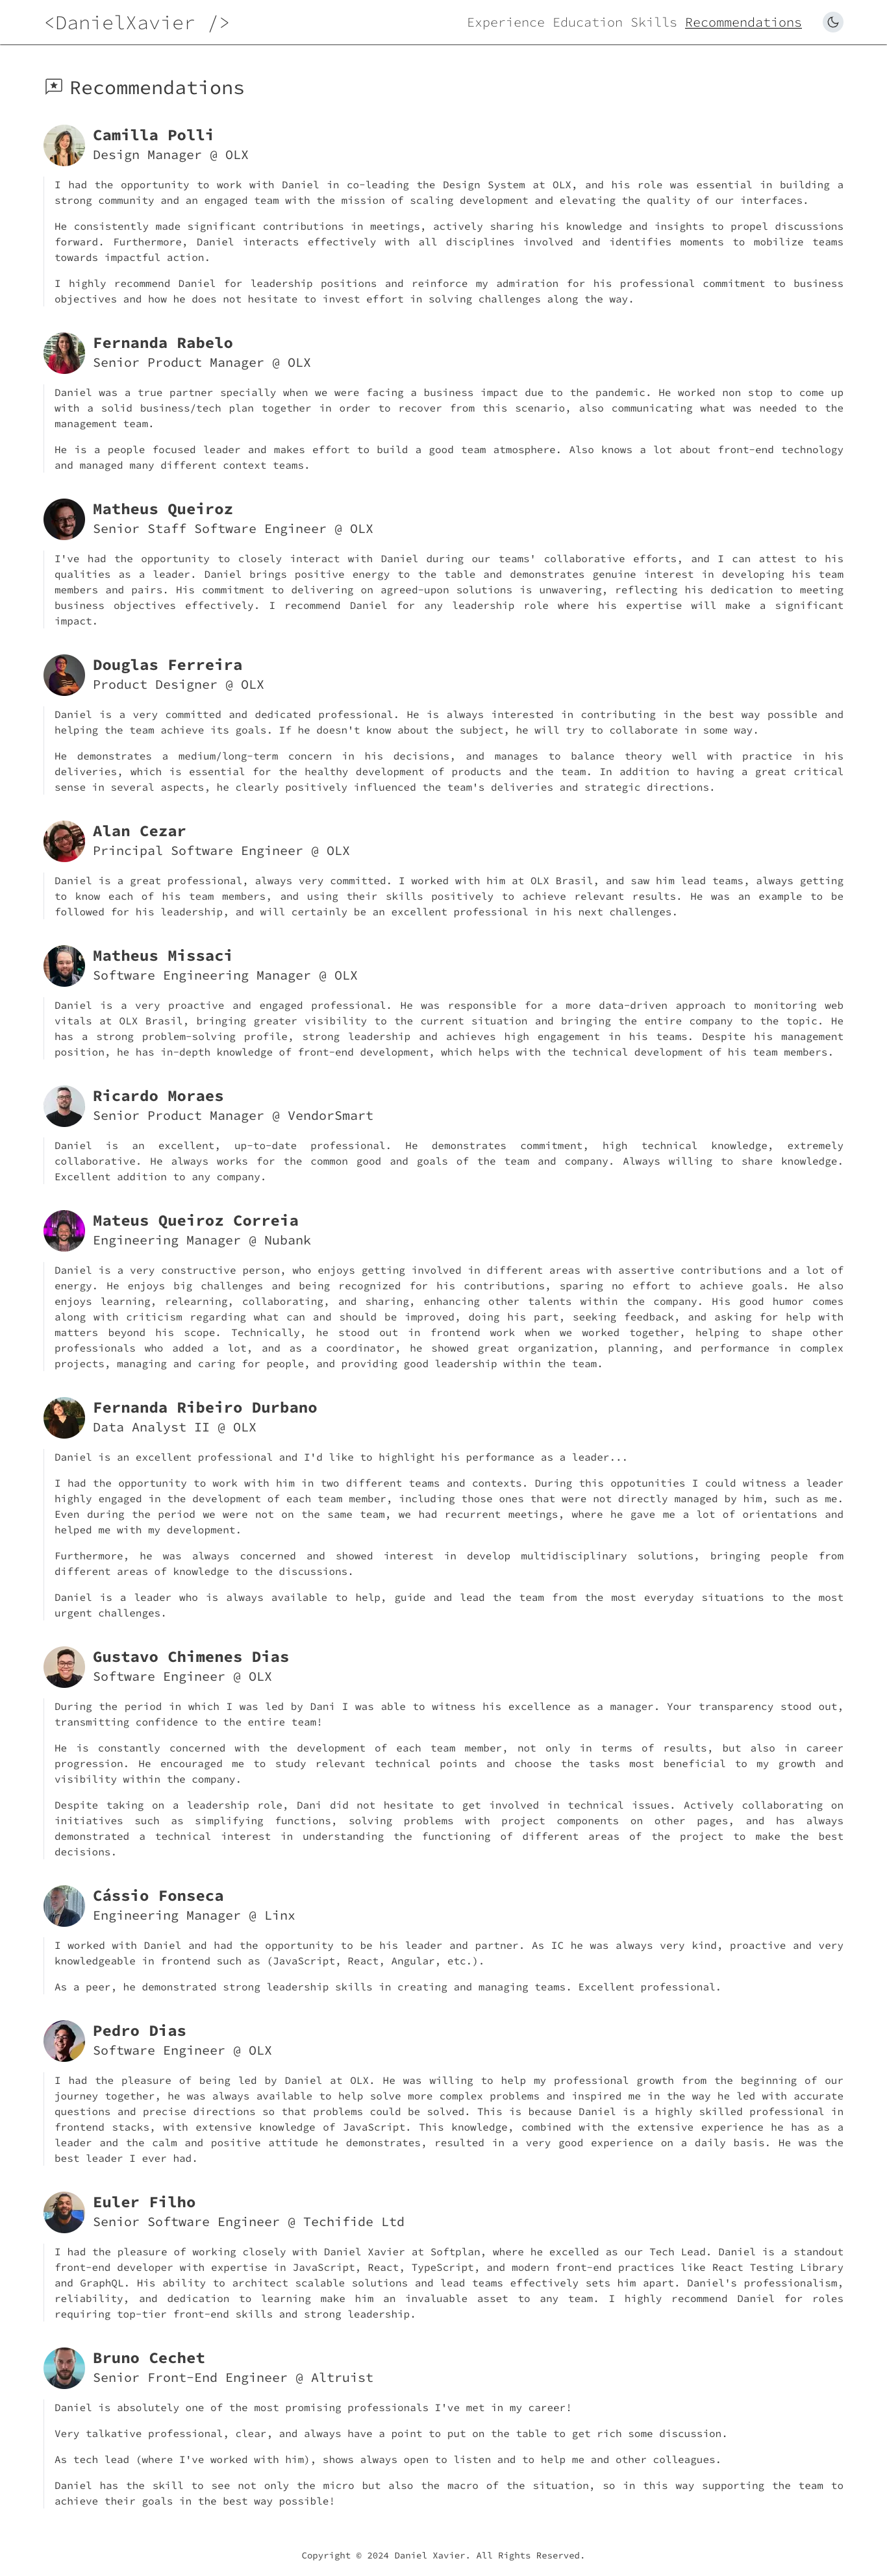 <DanielXavier />
Experience Education Skills Recommendations
Recommendations
Camilla Polli
Design Manager @ OLX
I had the opportunity to work with Daniel in co-leading the Design System at OLX, and his role was essential in building a
strong community and an engaged team with the mission of scaling development and elevating the quality of our interfaces.
He consistently made significant contributions in meetings, actively sharing his knowledge and insights to propel discussions
forward. Furthermore, Daniel interacts effectively with all disciplines involved and identifies moments to mobilize teams
towards impactful action.
I highly recommend Daniel for leadership positions and reinforce my admiration for his professional commitment to business
objectives and how he does not hesitate to invest effort in solving challenges along the way.
Fernanda Rabelo
Senior Product Manager @ OLX
Daniel was a true partner specially when we were facing a business impact due to the pandemic. He worked non stop to come up
with a solid business/tech plan together in order to recover from this scenario, also communicating what was needed to the
management team.
He is a people focused leader and makes effort to build a good team atmosphere. Also knows a lot about front-end technology
and managed many different context teams.
Matheus Queiroz
Senior Staff Software Engineer @ OLX
I've had the opportunity to closely interact with Daniel during our teams' collaborative efforts, and I can attest to his
qualities as a leader. Daniel brings positive energy to the table and demonstrates genuine interest in developing his team
members and pairs. His commitment to delivering on agreed-upon solutions is unwavering, reflecting his dedication to meeting
business objectives effectively. I recommend Daniel for any leadership role where his expertise will make a significant
impact.
Douglas Ferreira
Product Designer @ OLX
Daniel is a very committed and dedicated professional. He is always interested in contributing in the best way possible and
helping the team achieve its goals. If he doesn't know about the subject, he will try to collaborate in some way.
He demonstrates a medium/long-term concern in his decisions, and manages to balance theory well with practice in his
deliveries, which is essential for the healthy development of products and the team. In addition to having a great critical
sense in several aspects, he clearly positively influenced the team's deliveries and strategic directions.
Alan Cezar
Principal Software Engineer @ OLX
Daniel is a great professional, always very committed. I worked with him at OLX Brasil, and saw him lead teams, always getting
to know each of his team members, and using their skills positively to achieve relevant results. He was an example to be
followed for his leadership, and will certainly be an excellent professional in his next challenges.
Matheus Missaci
Software Engineering Manager @ OLX
Daniel is a very proactive and engaged professional. He was responsible for a more data-driven approach to monitoring web
vitals at OLX Brasil, bringing greater visibility to the current situation and bringing the entire company to the topic. He
has a strong problem-solving profile, strong leadership and achieves high engagement in his teams. Despite his management
position, he has in-depth knowledge of front-end development, which helps with the technical development of his team members.
Ricardo Moraes
Senior Product Manager @ VendorSmart
Daniel is an excellent, up-to-date professional. He demonstrates commitment, high technical knowledge, extremely
collaborative. He always works for the common good and goals of the team and company. Always willing to share knowledge.
Excellent addition to any company.
Mateus Queiroz Correia
Engineering Manager @ Nubank
Daniel is a very constructive person, who enjoys getting involved in different areas with assertive contributions and a lot of
energy. He enjoys big challenges and being recognized for his contributions, sparing no effort to achieve goals. He also
enjoys learning, relearning, collaborating, and sharing, enhancing other talents within the company. His good humor comes
along with criticism regarding what can and should be improved, doing his part, seeking feedback, and asking for help with
matters beyond his scope. Technically, he stood out in frontend work when we worked together, helping to shape other
professionals who added a lot, and as a coordinator, he showed great organization, planning, and performance in complex
projects, managing and caring for people, and providing good leadership within the team.
Fernanda Ribeiro Durbano
Data Analyst II @ OLX
Daniel is an excellent professional and I'd like to highlight his performance as a leader...
I had the opportunity to work with him in two different teams and contexts. During this oppotunities I could witness a leader
highly engaged in the development of each team member, including those ones that were not directly managed by him, such as me.
Even during the period we were not on the same team, we had recurrent meetings, where he gave me a lot of orientations and
helped me with my development.
Furthermore, he was always concerned and showed interest in develop multidisciplinary solutions, bringing people from
different areas of knowledge to the discussions.
Daniel is a leader who is always available to help, guide and lead the team from the most everyday situations to the most
urgent challenges.
Gustavo Chimenes Dias
Software Engineer @ OLX
During the period in which I was led by Dani I was able to witness his excellence as a manager. Your transparency stood out,
transmitting confidence to the entire team!
He is constantly concerned with the development of each team member, not only in terms of results, but also in career
progression. He encouraged me to study relevant technical points and choose the tasks most beneficial to my growth and
visibility within the company.
Despite taking on a leadership role, Dani did not hesitate to get involved in technical issues. Actively collaborating on
initiatives such as simplifying functions, solving problems with project components on other pages, and has always
demonstrated a technical interest in understanding the functioning of different areas of the project to make the best
decisions.
Cássio Fonseca
Engineering Manager @ Linx
I worked with Daniel and had the opportunity to be his leader and partner. As IC he was always very kind, proactive and very
knowledgeable in frontend such as (JavaScript, React, Angular, etc.).
As a peer, he demonstrated strong leadership skills in creating and managing teams. Excellent professional.
Pedro Dias
Software Engineer @ OLX
I had the pleasure of being led by Daniel at OLX. He was willing to help my professional growth from the beginning of our
journey together, he was always available to help solve more complex problems and inspired me in the way he led with accurate
questions and precise directions so that problems could be solved. This is because Daniel is a highly skilled professional in
frontend stacks, with extensive knowledge of JavaScript. This knowledge, combined with the extensive experience he has as a
leader and the calm and positive attitude he demonstrates, resulted in a very good experience on a daily basis. He was the
best leader I ever had.
Euler Filho
Senior Software Engineer @ Techifide Ltd
I had the pleasure of working closely with Daniel Xavier at Softplan, where he excelled as our Tech Lead. Daniel is a standout
front-end developer with expertise in JavaScript, React, TypeScript, and modern front-end practices like React Testing Library
and GraphQL. His ability to architect scalable solutions and lead teams effectively sets him apart. Daniel's professionalism,
reliability, and dedication to learning make him an invaluable asset to any team. I highly recommend Daniel for roles
requiring top-tier front-end skills and strong leadership.
Bruno Cechet
Senior Front-End Engineer @ Altruist
Daniel is absolutely one of the most promising professionals I've met in my career!
Very talkative professional, clear, and always have a point to put on the table to get rich some discussion.
As tech lead (where I've worked with him), shows always open to listen and to help me and other colleagues.
Daniel has the skill to see not only the micro but also the macro of the situation, so in this way supporting the team to
achieve their goals in the best way possible!
Copyright © 2024 Daniel Xavier. All Rights Reserved.